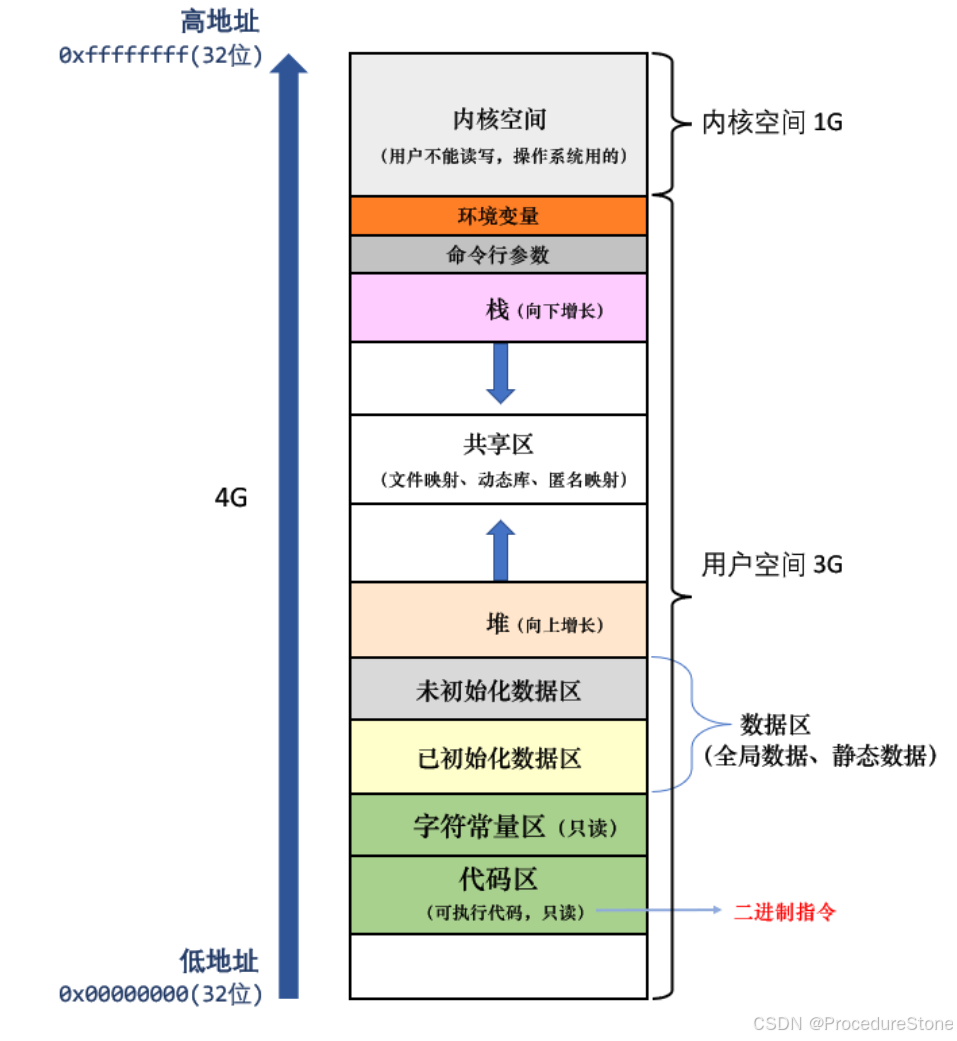 高地址
0xffffffff(32位)
内核空间
（用户不能读写，操作系统用的）
内核空间 1G
环境变量
命令行参数
栈（向下增长）
共享区
（文件映射、动态库、匿名映射）
4G
用户空间 3G
堆（向上增长）
未初始化数据区
数据区
（全局数据、静态数据）
已初始化数据区
字符常量区（只读）
代码区
（可执行代码，只读）
二进制指令
低地址
0x00000000(32位)
CSDN @ProcedureStone